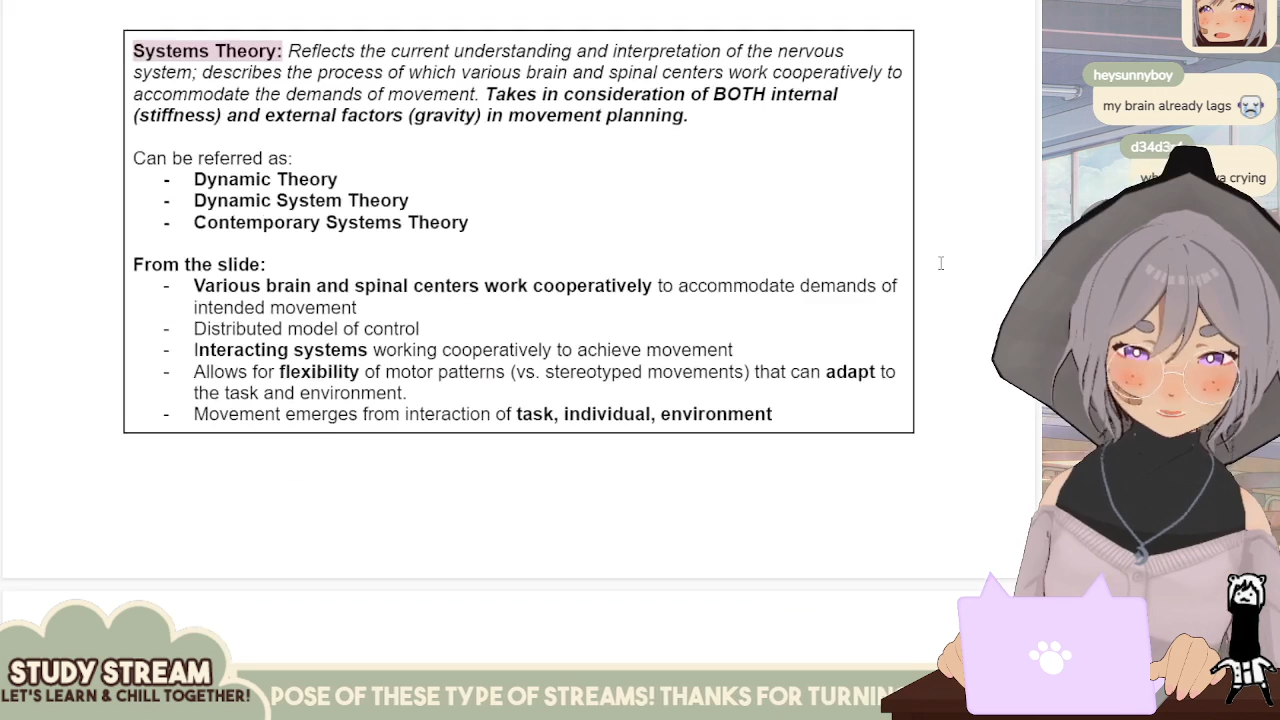 Systems Theory: Reflects the current understanding and interpretation of the nervous
system; describes the process of which various brain and spinal centers work cooperatively to
accommodate the demands of movement. Takes in consideration of BOTH internal
(stiffness) and external factors (gravity) in movement planning.
Can be referred as:
- Dynamic Theory
- Dynamic System Theory
- Contemporary Systems Theory
From the slide:
- Various brain and spinal centers work cooperatively to accommodate demands of
intended movement
- Distributed model of control
- Interacting systems working cooperatively to achieve movement
- Allows for flexibility of motor patterns (vs. stereotyped movements) that can adapt to
the task and environment.
- Movement emerges from interaction of task, individual, environment
heysunnyboy
my brain already lags
crying
STUDY STREAM
LET'S LEARN & CHILL TOGETHER!
POSE OF THESE TYPE OF STREAMS! THANKS FOR TURNIN